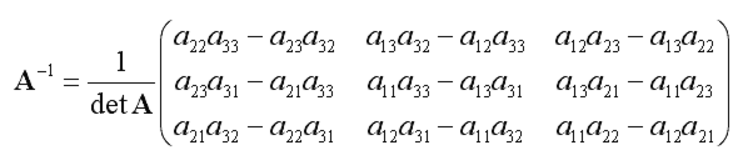 A⁻¹ = 1/det A ( a₂₂a₃₃ − a₂₃a₃₂   a₁₃a₃₂ − a₁₂a₃₃   a₁₂a₂₃ − a₁₃a₂₂
a₂₃a₃₁ − a₂₁a₃₃   a₁₁a₃₃ − a₁₃a₃₁   a₁₃a₂₁ − a₁₁a₂₃
a₂₁a₃₂ − a₂₂a₃₁   a₁₂a₃₁ − a₁₁a₃₂   a₁₁a₂₂ − a₁₂a₂₁ )